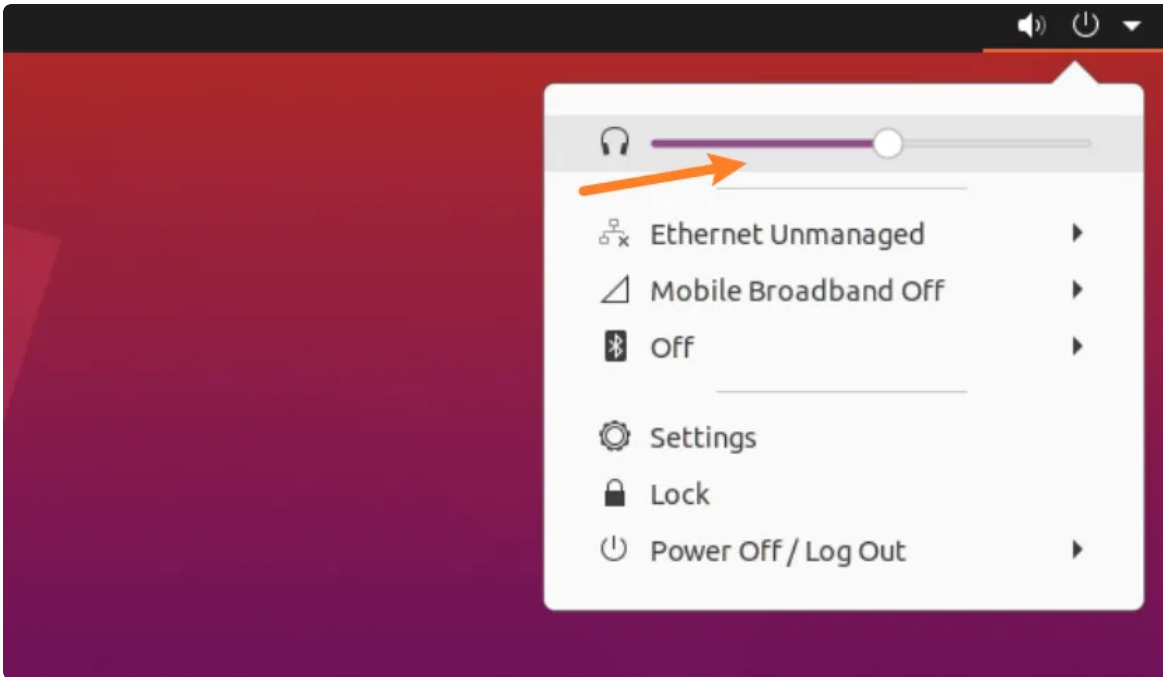 Ethernet Unmanaged
Mobile Broadband Off
Off
Settings
Lock
Power Off / Log Out